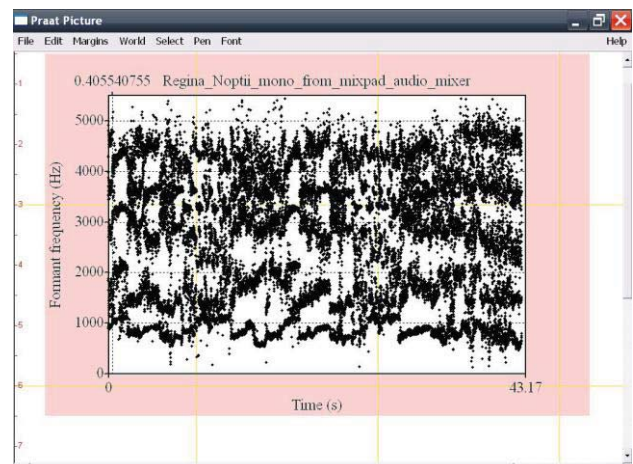 Praat Picture
File Edit Margins World Select Pen Font Help
0.405540755 Regina_Noptii_mono_from_mixpad_audio_mixer
-1
-2
-3
-4
-5
-6
-7
Formant frequency (Hz)
5000
4000
3000
2000
1000
0
0 43.17
Time (s)